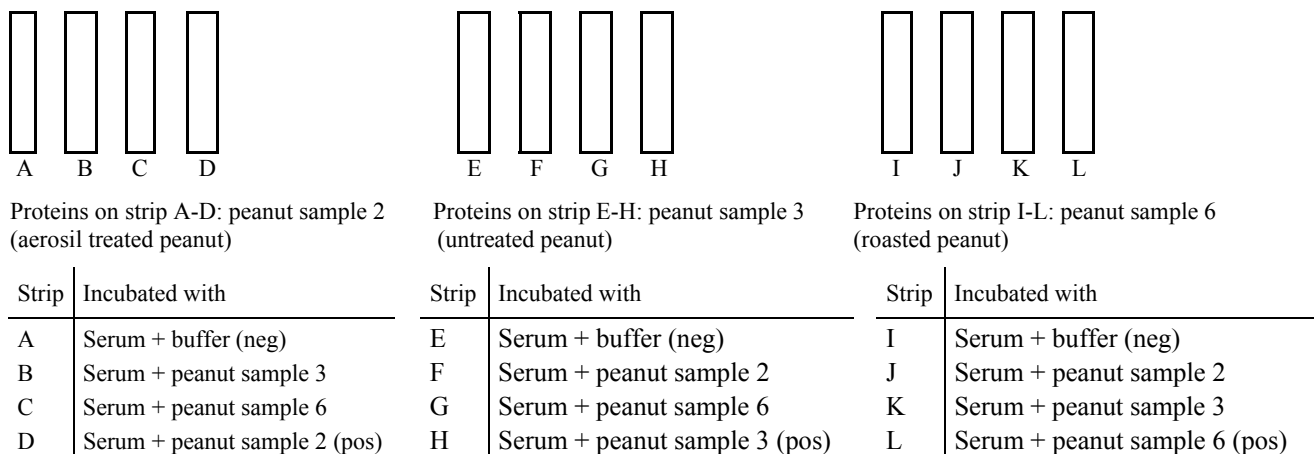 A B C D E F G H I J K L
Proteins on strip A-D: peanut sample 2
(aerosil treated peanut)
Proteins on strip E-H: peanut sample 3
(untreated peanut)
Proteins on strip I-L: peanut sample 6
(roasted peanut)
Strip Incubated with
A Serum + buffer (neg)
B Serum + peanut sample 3
C Serum + peanut sample 6
D Serum + peanut sample 2 (pos)
Strip Incubated with
E Serum + buffer (neg)
F Serum + peanut sample 2
G Serum + peanut sample 6
H Serum + peanut sample 3 (pos)
Strip Incubated with
I Serum + buffer (neg)
J Serum + peanut sample 2
K Serum + peanut sample 3
L Serum + peanut sample 6 (pos)